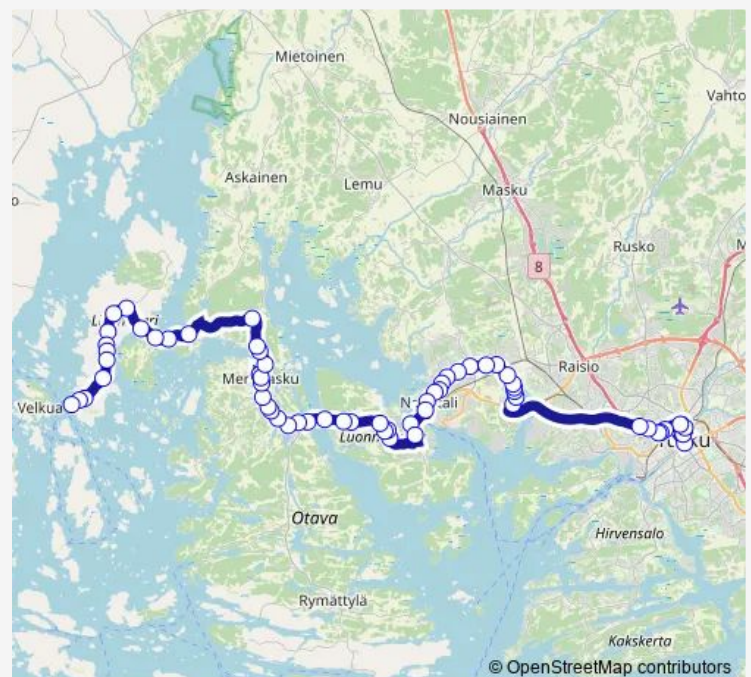 Mietoinen
Vahto
Nousiainen
Askainen
Lemu
Masku
Rusko
8
Raisio
Velkua
Otava
Hirvensalo
Rymättylä
Kakskerta
© OpenStreetMap contributors